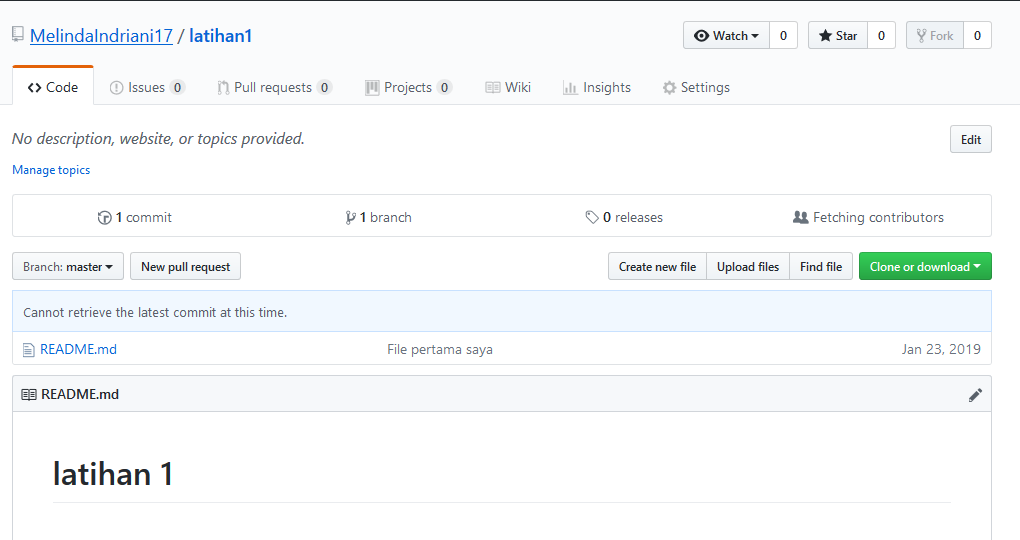 MelindaIndriani17 / latihan1 Watch 0 Star 0 Fork 0
Code Issues 0 Pull requests 0 Projects 0 Wiki Insights Settings
No description, website, or topics provided. Edit
Manage topics
1 commit 1 branch 0 releases Fetching contributors
Branch: master New pull request Create new file Upload files Find file Clone or download
Cannot retrieve the latest commit at this time.
README.md File pertama saya Jan 23, 2019
README.md
latihan 1